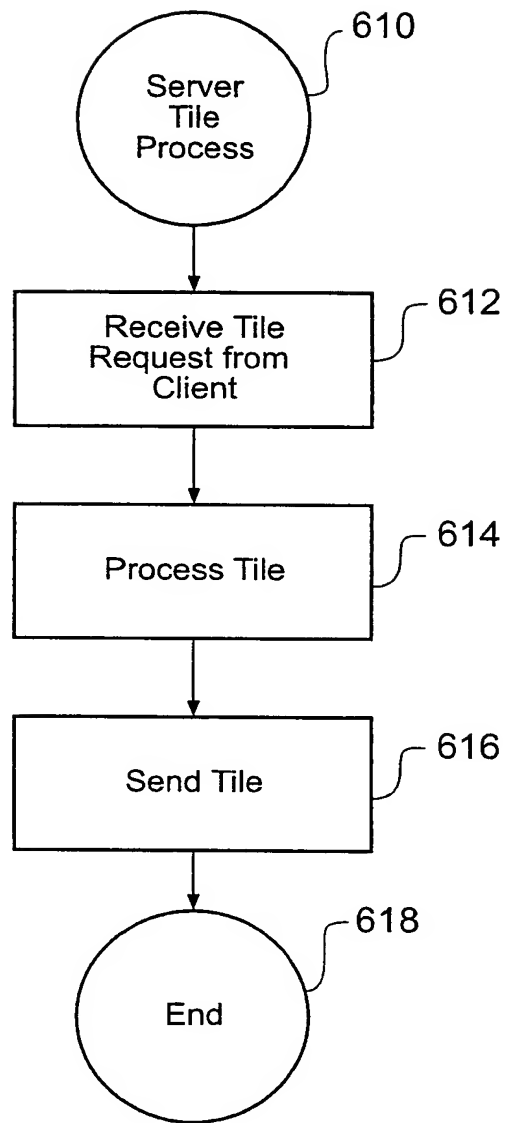 610
Server
Tile
Process
612
Receive Tile
Request from
Client
614
Process Tile
616
Send Tile
618
End